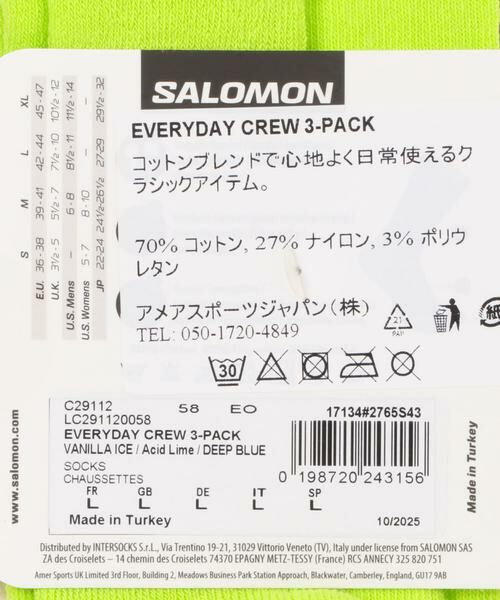 SALOMON
EVERYDAY CREW 3-PACK
コットンブレンドで心地よく日常使えるク
ラシックアイテム。
70% コットン, 27% ナイロン, 3% ポリウ
レタン
アメアスポーツジャパン（株）
TEL: 050-1720-4849
21
PAP
紙
30
S M L XL
E.U. 36 - 38 39 - 41 42 - 44 45 - 47
U.K. 3½ - 5 5½ - 7 7½ - 10 10½ - 12
U.S. Mens – 6 - 8 8½ - 11 11½ - 14
U.S. Womens 5 - 7 8 - 10 – –
JP 22-24 24½-26½ 27-29 29½ - 32
www.salomon.com
C29112 58 EO 17134#2765S43
LC291120058
EVERYDAY CREW 3-PACK
VANILLA ICE / Acid Lime / DEEP BLUE
SOCKS
CHAUSSETTES
FR GB DE IT SP
L L L L L
Made in Turkey
0 198720 243156
10/2025
Made in Turkey
Distributed by INTERSOCKS S.r.L., Via Trentino 19-21, 31029 Vittorio Veneto (TV), Italy under license from SALOMON SAS
ZA des Croiselets – 14 chemin des Croiselets 74370 EPAGNY METZ-TESSY (France) RCS ANNECY 325 820 751
Amer Sports UK Limited 3rd Floor, Building 2, Meadows Business Park Station Approach, Blackwater, Camberley, England, GU17 9AB